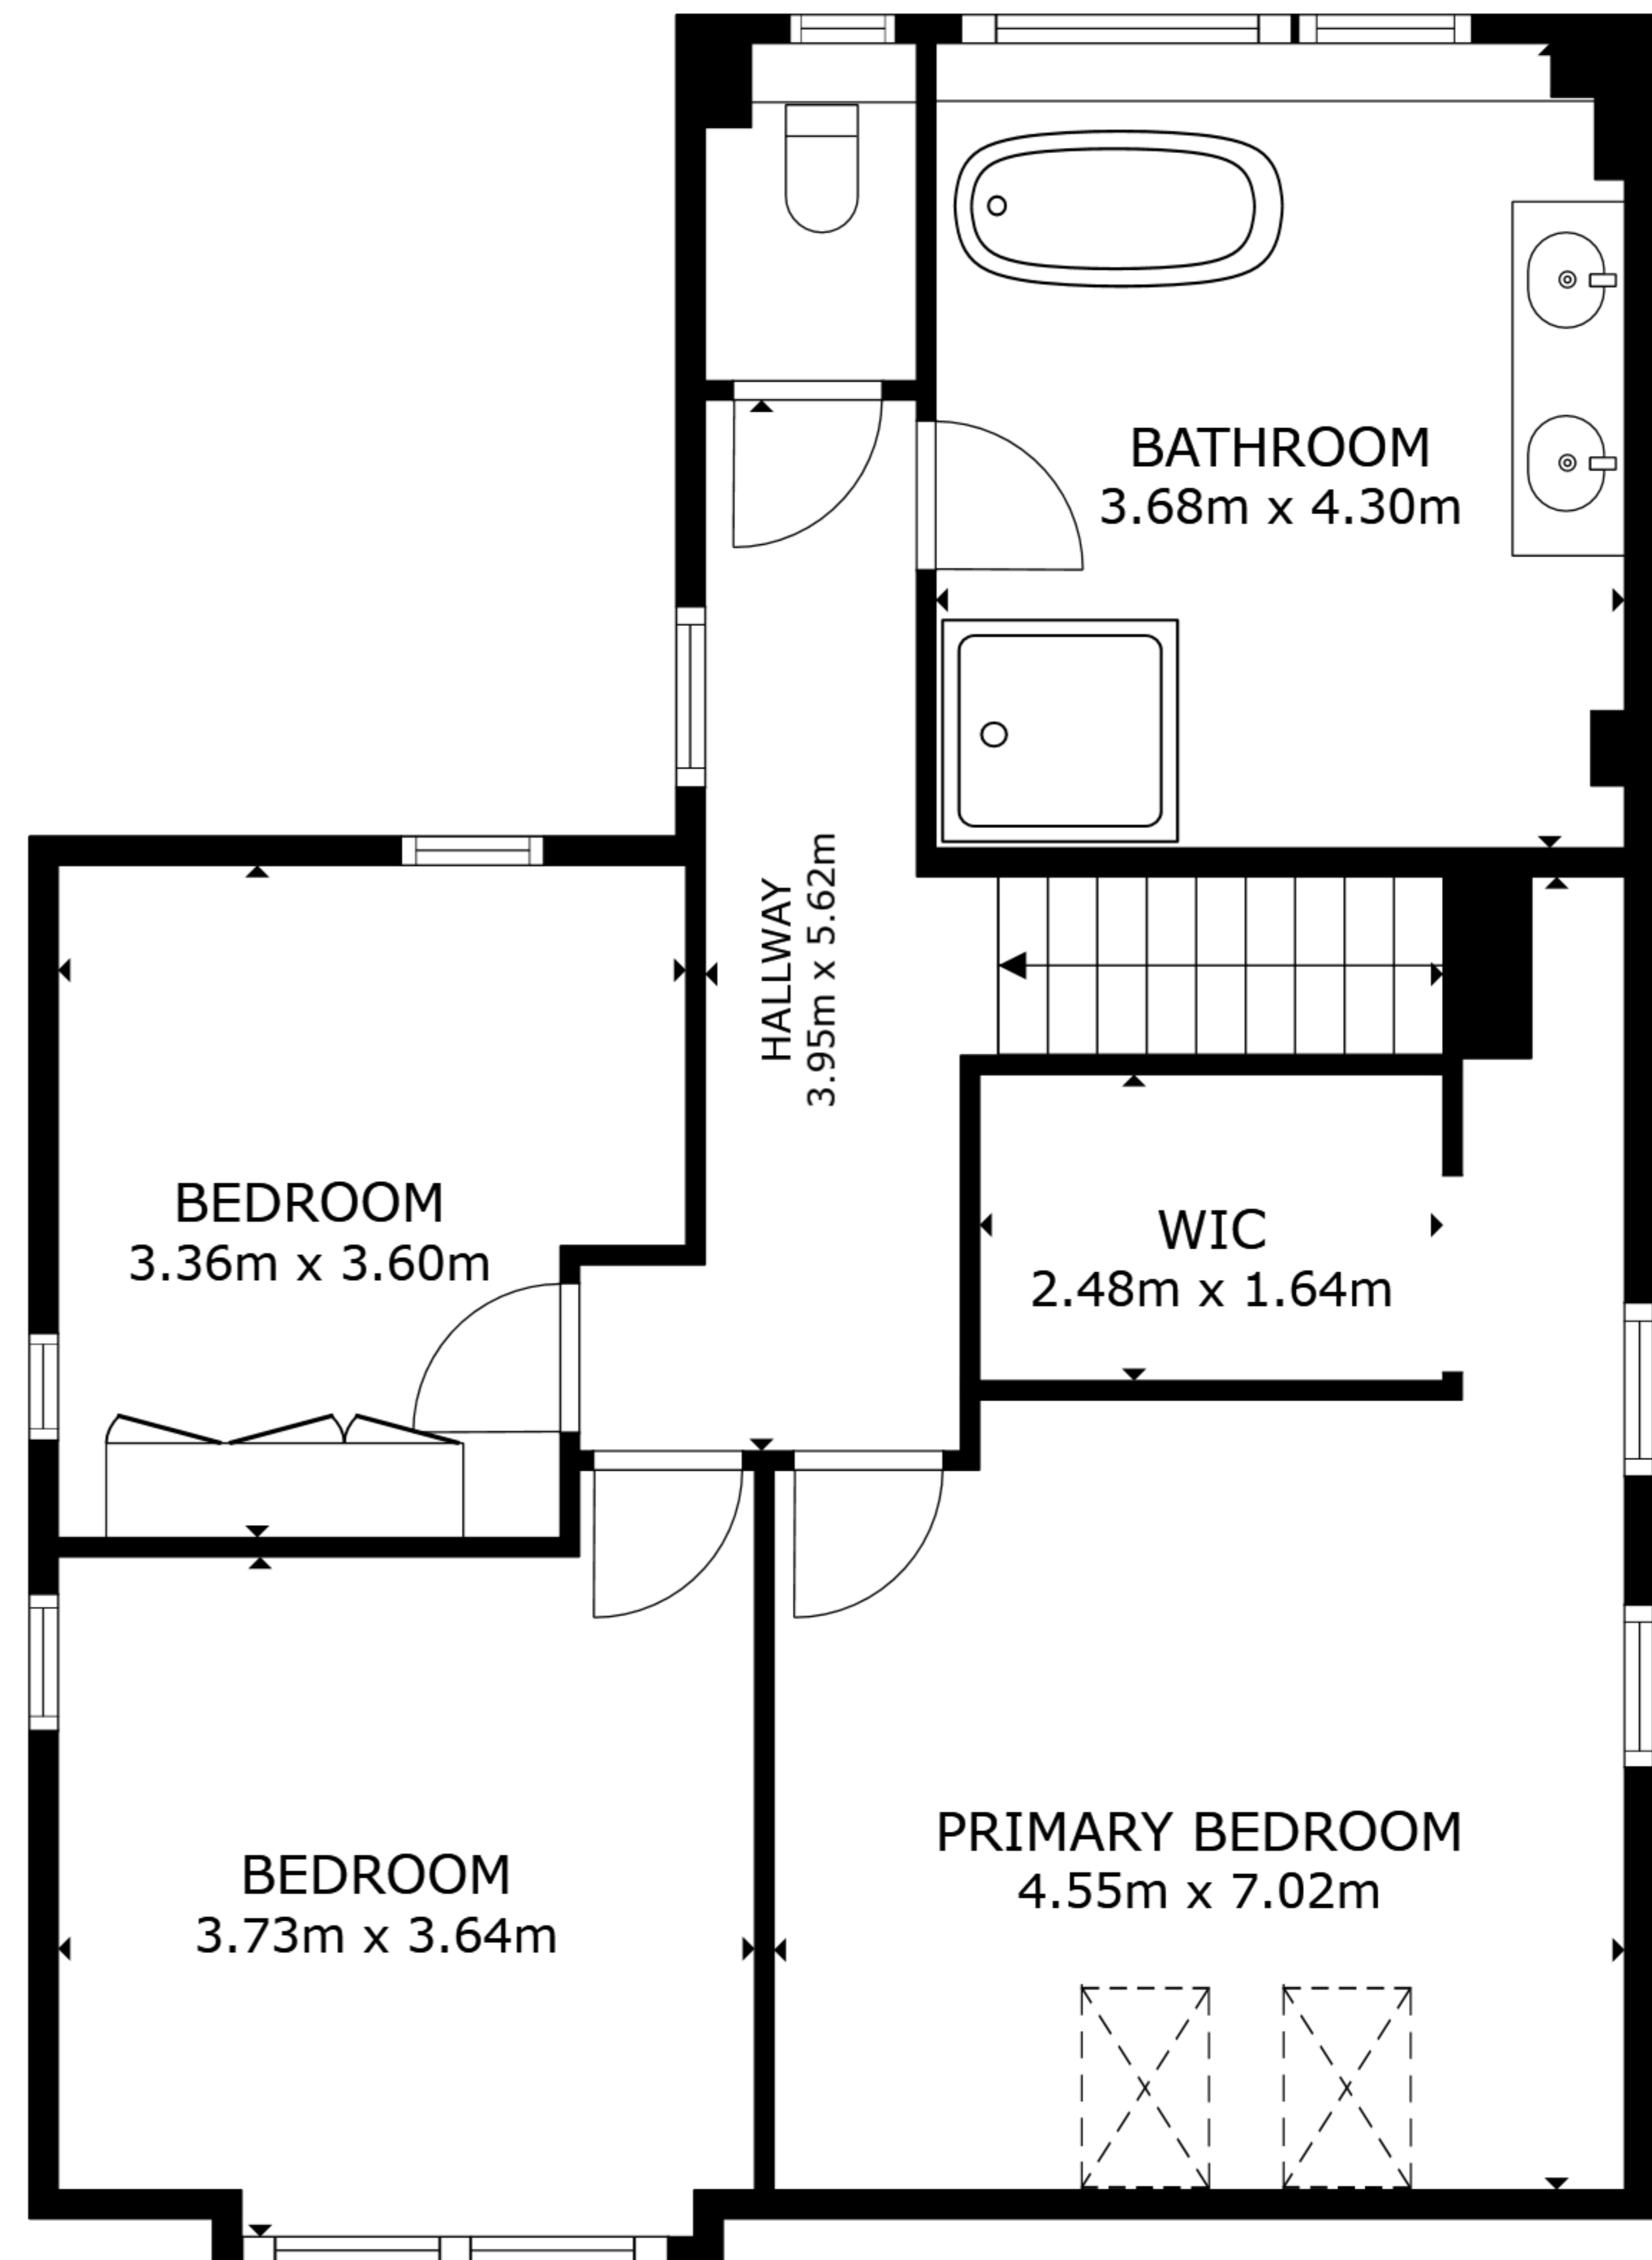 BATHROOM
3.68m x 4.30m
HALLWAY
3.95m x 5.62m
BEDROOM
3.36m x 3.60m
WIC
2.48m x 1.64m
PRIMARY BEDROOM
4.55m x 7.02m
BEDROOM
3.73m x 3.64m